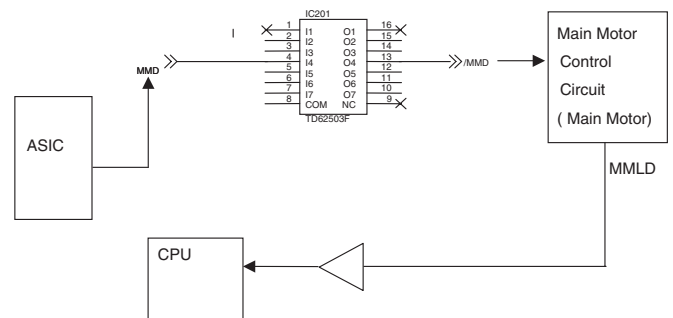 IC201
I
1 I1 O1 16
2 I2 O2 15
3 I3 O3 14
4 I4 O4 13
5 I5 O5 12
6 I6 O6 11
7 I7 O7 10
8 COM NC 9
TD62503F
MMD
/MMD
Main Motor
Control
Circuit
( Main Motor)
ASIC
MMLD
CPU